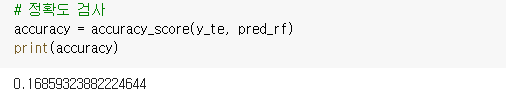 # 정확도 검사
accuracy = accuracy_score(y_te, pred_rf)
print(accuracy)
0.16859323882224644